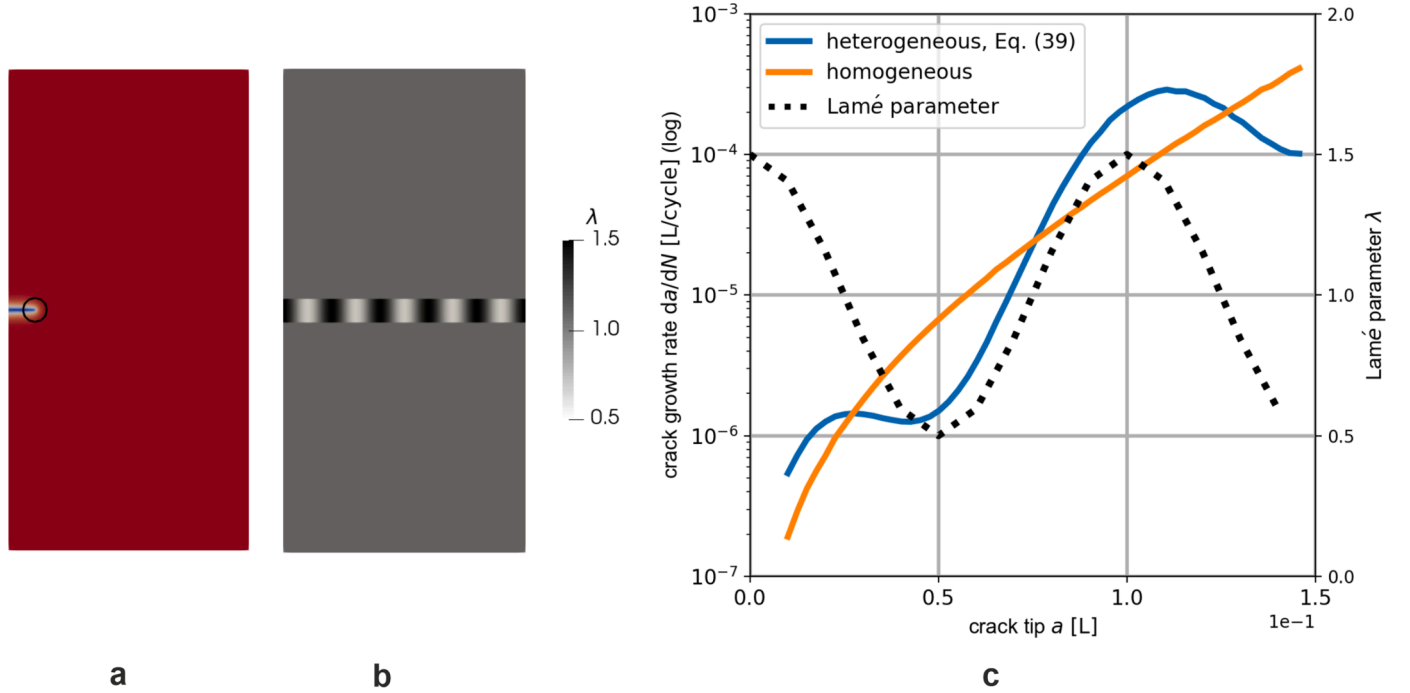 λ
1.5
1.0
0.5
a
b
10⁻³
10⁻⁴
10⁻⁵
10⁻⁶
10⁻⁷
crack growth rate da/dN [L/cycle] (log)
heterogeneous, Eq. (39)
homogeneous
Lamé parameter
2.0
1.5
1.0
0.5
0.0
Lamé parameter λ
0.0 0.5 1.0 1.5
1e−1
crack tip a [L]
c